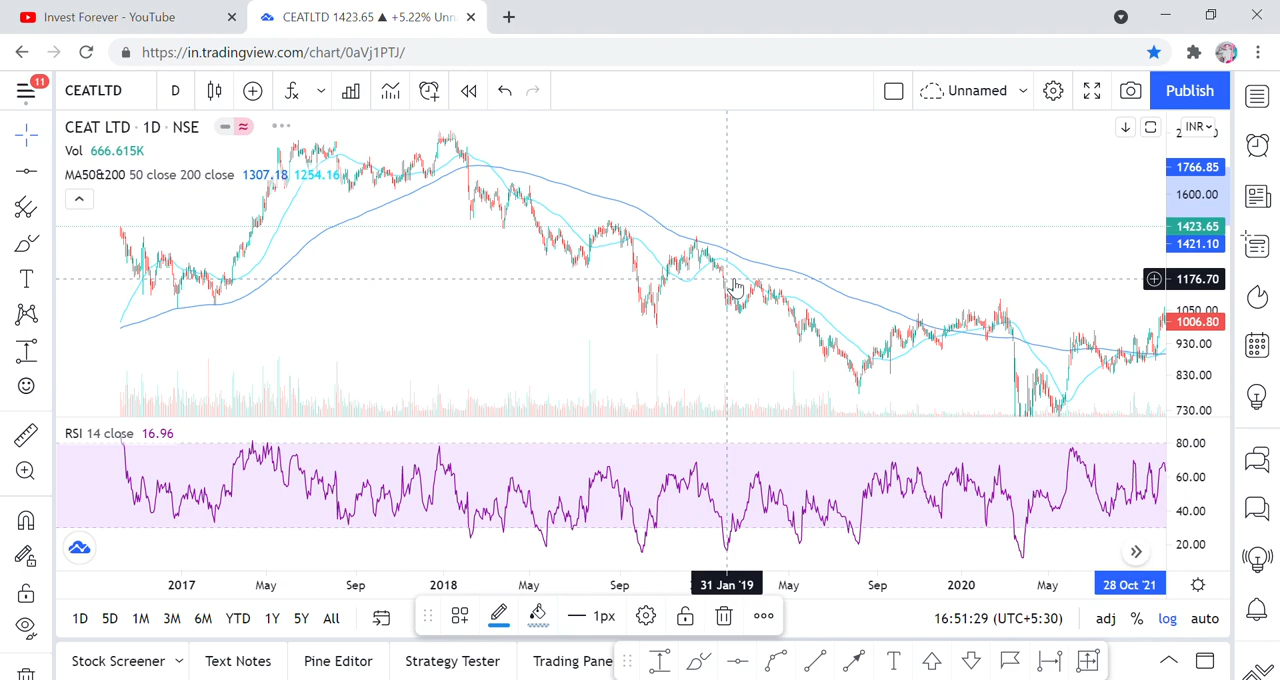 Invest Forever - YouTube
CEATLTD 1423.65 ▲ +5.22% Unn
https://in.tradingview.com/chart/0aVj1PTJ/
11
CEATLTD
D
Unnamed
Publish
CEAT LTD · 1D · NSE
INR
Vol 666.615K
MA50&200 50 close 200 close 1307.18 1254.16
1766.85
1600.00
1423.65
1421.10
1176.70
1050.00
1006.80
930.00
830.00
730.00
RSI 14 close 16.96
80.00
60.00
40.00
20.00
2017 May Sep 2018 May Sep 31 Jan '19 May Sep 2020 May 28 Oct '21
1D 5D 1M 3M 6M YTD 1Y 5Y All
1px
16:51:29 (UTC+5:30)
adj % log auto
Stock Screener Text Notes Pine Editor Strategy Tester Trading Pane
T